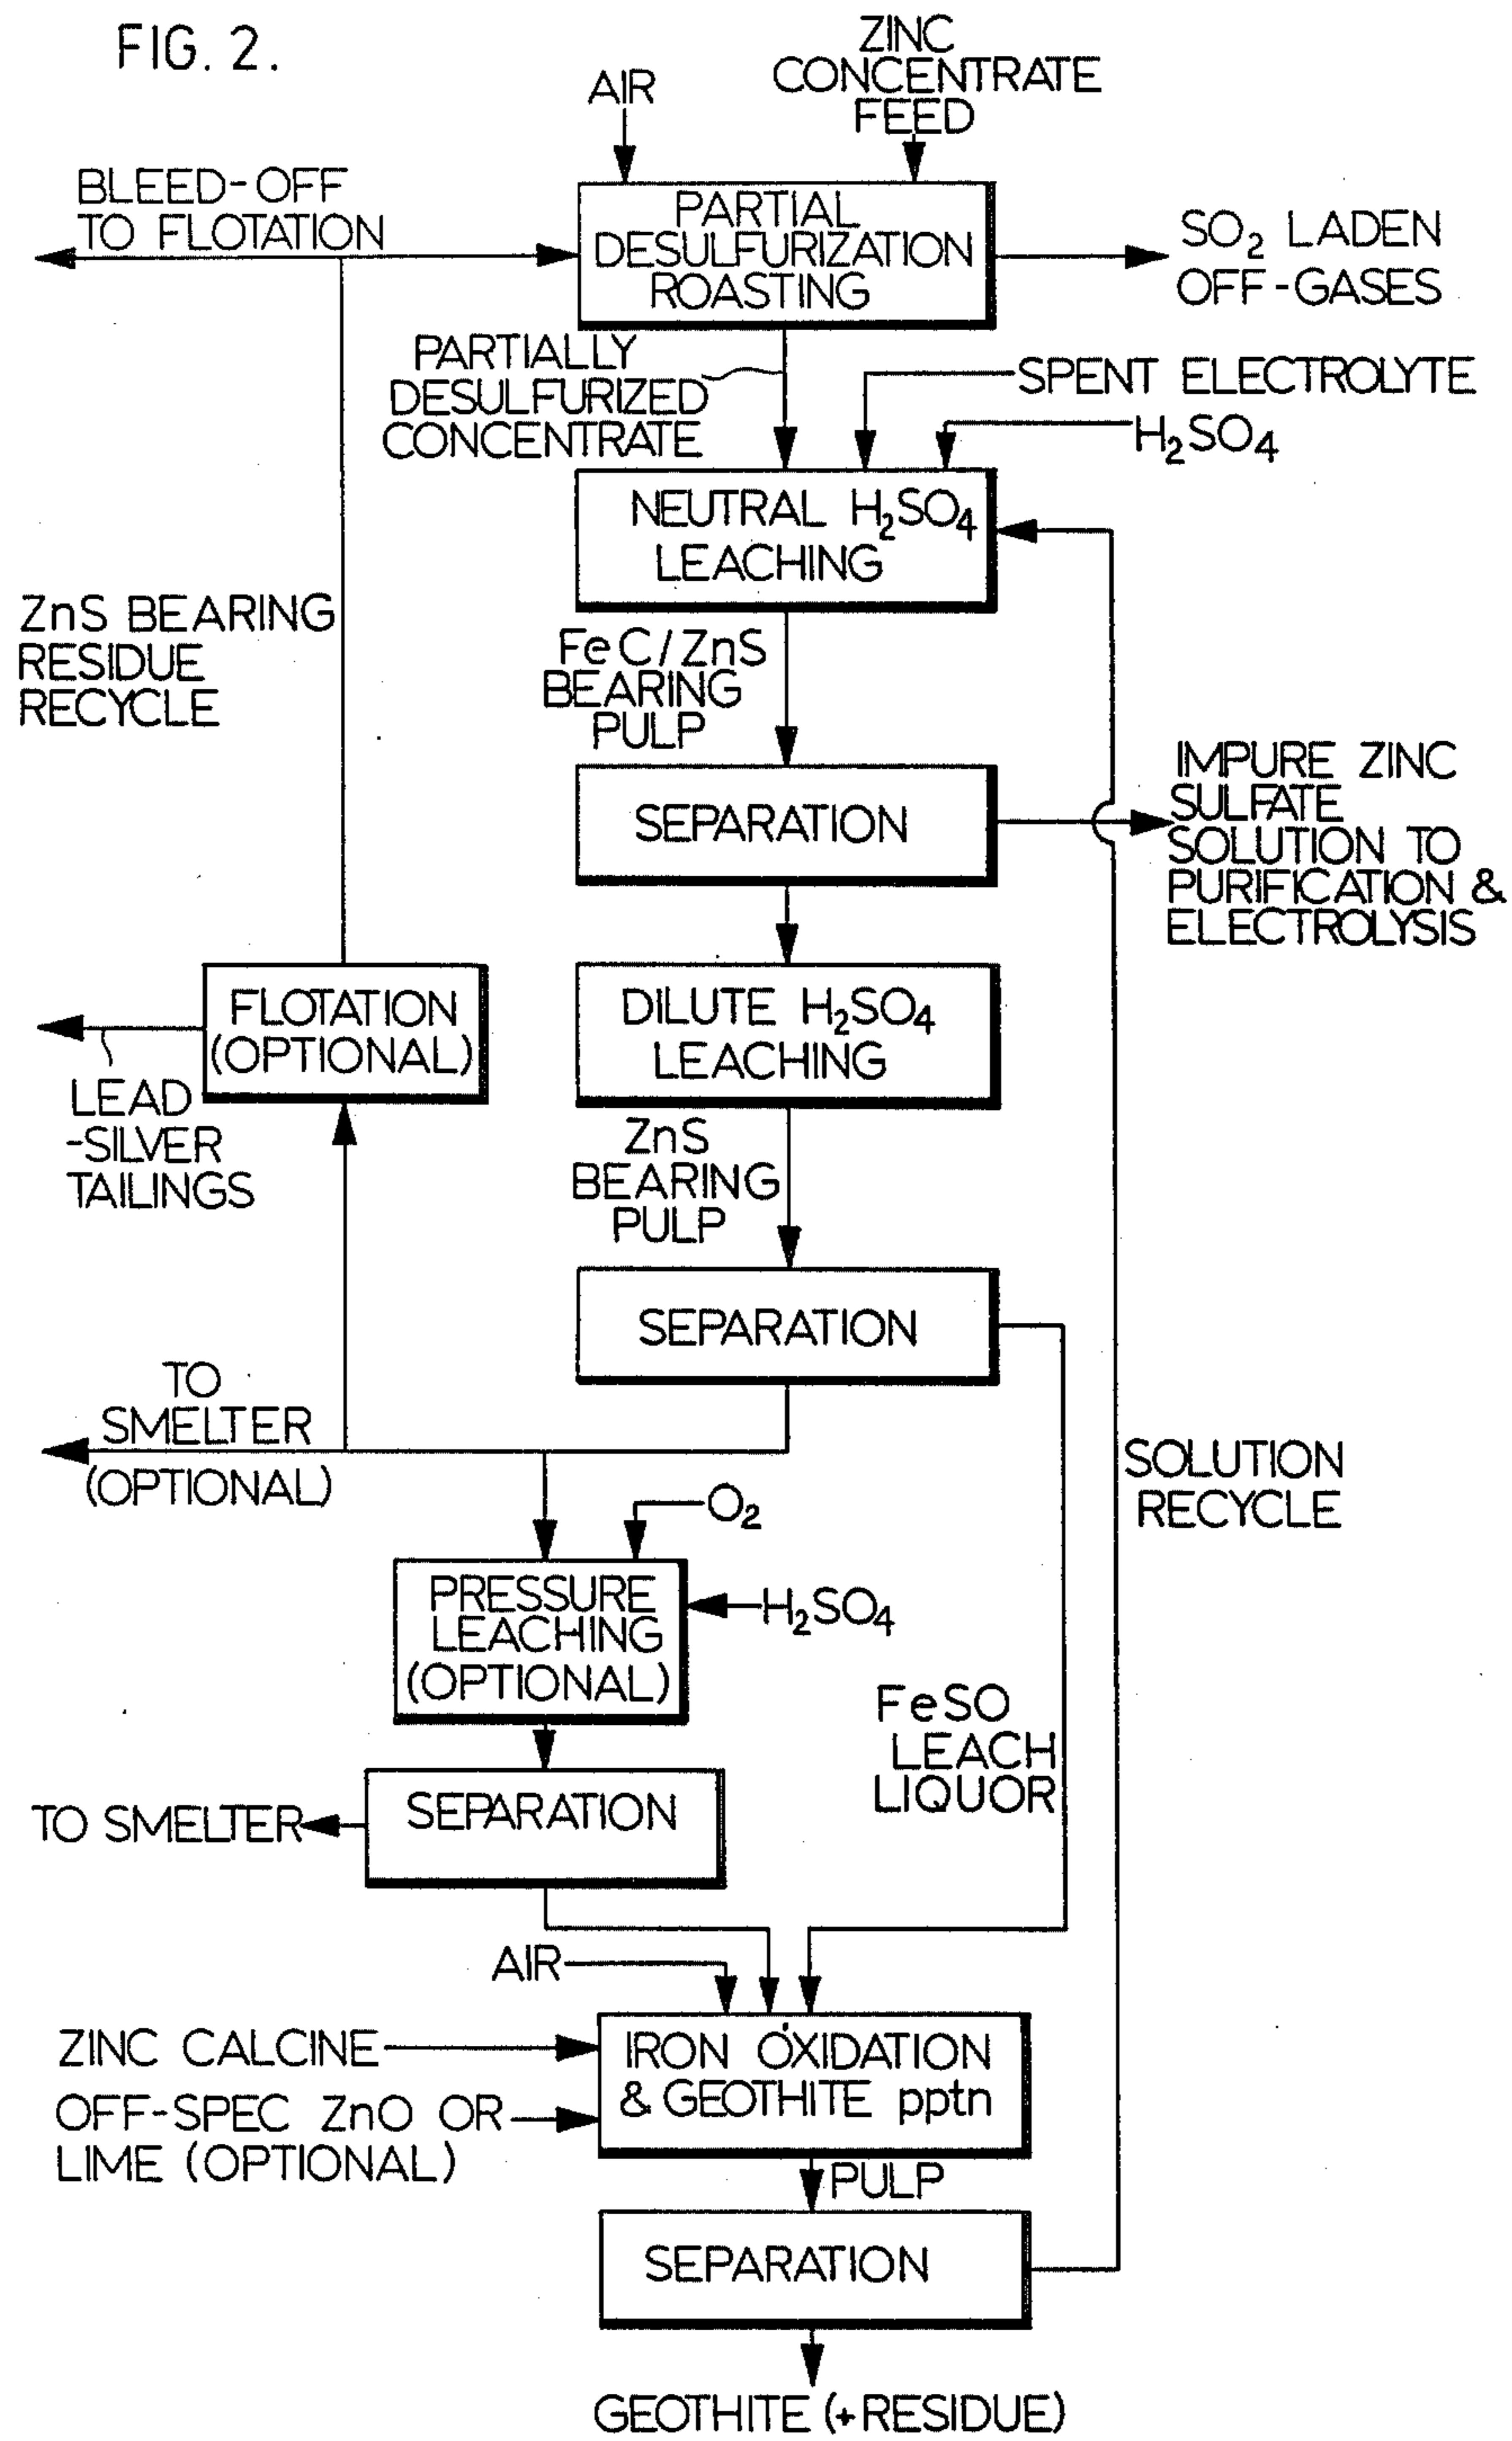 FIG. 2.
AIR
ZINC
CONCENTRATE
FEED
BLEED-OFF
TO FLOTATION
PARTIAL
DESULFURIZATION
ROASTING
SO2 LADEN
OFF-GASES
PARTIALLY
DESULFURIZED
CONCENTRATE
SPENT ELECTROLYTE
H2SO4
NEUTRAL H2SO4
LEACHING
ZnS BEARING
RESIDUE
RECYCLE
FeC/ZnS
BEARING
PULP
SEPARATION
IMPURE ZINC
SULFATE
SOLUTION TO
PURIFICATION &
ELECTROLYSIS
FLOTATION
(OPTIONAL)
DILUTE H2SO4
LEACHING
LEAD
-SILVER
TAILINGS
ZnS
BEARING
PULP
SEPARATION
TO
SMELTER
(OPTIONAL)
SOLUTION
RECYCLE
O2
PRESSURE
LEACHING
(OPTIONAL)
H2SO4
FeSO
LEACH
LIQUOR
TO SMELTER
SEPARATION
AIR
ZINC CALCINE
IRON OXIDATION
& GEOTHITE pptn
OFF-SPEC ZnO OR
LIME (OPTIONAL)
PULP
SEPARATION
GEOTHITE (+RESIDUE)